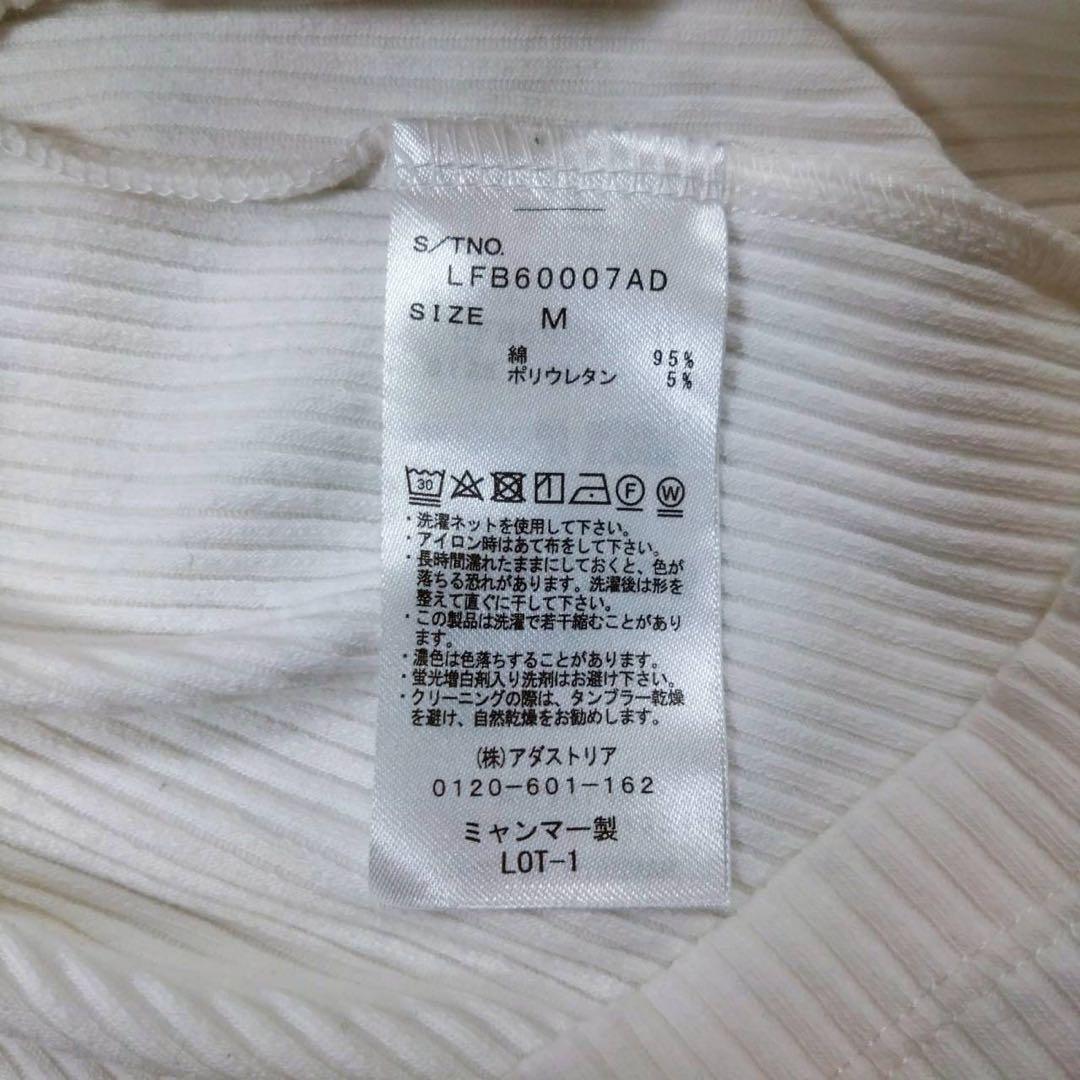 S/TNO.
LFB60007AD
SIZE M
綿 95%
ポリウレタン 5%
30 F W
・洗濯ネットを使用して下さい。
・アイロン時はあて布をして下さい。
・長時間濡れたままにしておくと、色が
落ちる恐れがあります。洗濯後は形を
整えて直ぐに干して下さい。
・この製品は洗濯で若干縮むことがあり
ます。
・濃色は色落ちすることがあります。
・蛍光増白剤入り洗剤はお避け下さい。
・クリーニングの際は、タンブラー乾燥
を避け、自然乾燥をお勧めします。
(株)アダストリア
0120-601-162
ミャンマー製
LOT-1